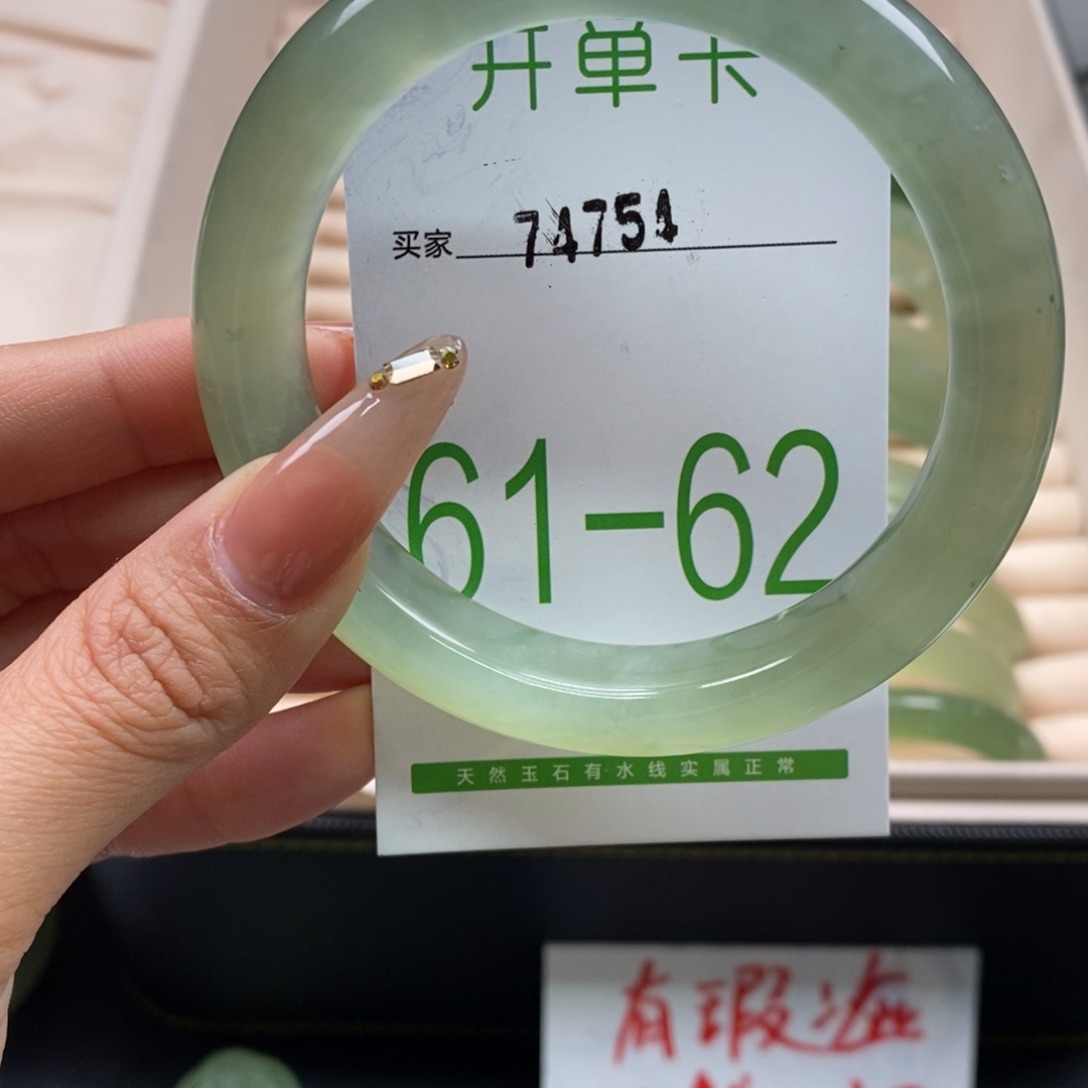 开单卡
买家 74751
61-62
天然玉石有水线实属正常
有瑕疵